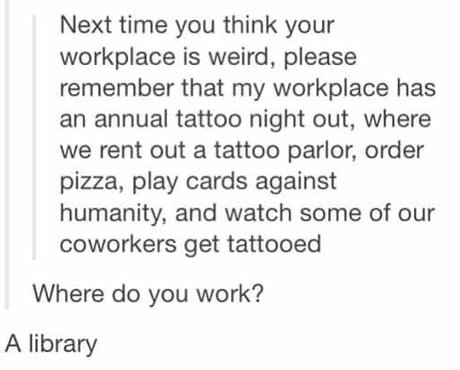 Next time you think your
workplace is weird, please
remember that my workplace has
an annual tattoo night out, where
we rent out a tattoo parlor, order
pizza, play cards against
humanity, and watch some of our
coworkers get tattooed
Where do you work?
A library